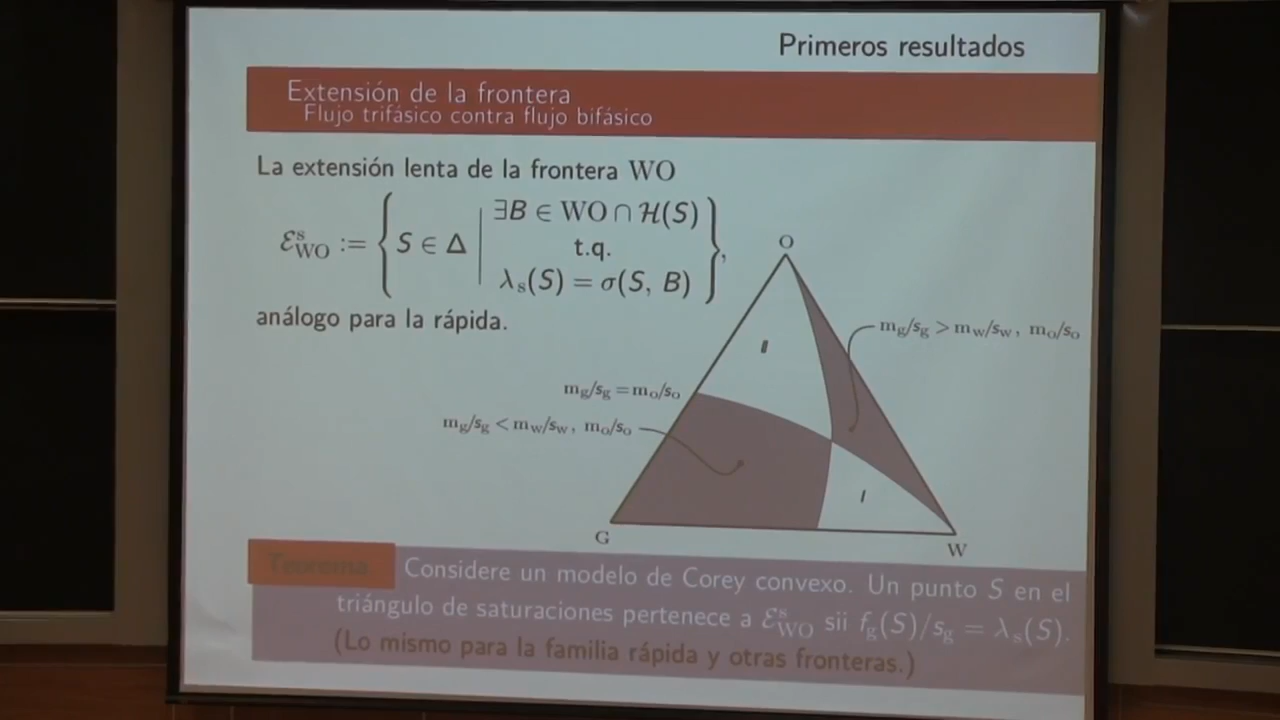 Primeros resultados
Extensión de la frontera
Flujo trifásico contra flujo bifásico
La extensión lenta de la frontera WO
ℰˢ_WO := { S ∈ Δ | ∃B ∈ WO ∩ ℋ(S) t.q. λₛ(S) = σ(S, B) },
análogo para la rápida.
O
m_g/s_g > m_w/s_w, m_o/s_o
m_g/s_g = m_o/s_o
m_g/s_g < m_w/s_w, m_o/s_o
G
W
Teorema Considere un modelo de Corey convexo. Un punto S en el
triángulo de saturaciones pertenece a ℰˢ_WO sii f_g(S)/s_g = λₛ(S).
(Lo mismo para la familia rápida y otras fronteras.)